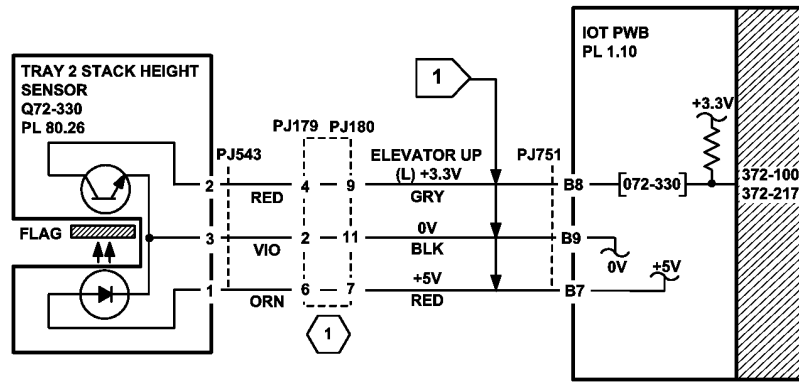 TRAY 2 STACK HEIGHT
SENSOR
Q72-330
PL 80.26
FLAG
PJ543
2
3
1
RED
VIO
ORN
PJ179 PJ180
4 9
2 11
6 7
1
1
ELEVATOR UP
(L) +3.3V
GRY
0V
BLK
+5V
RED
PJ751
B8
B9
B7
IOT PWB
PL 1.10
+3.3V
[072-330]
0V
+5V
372-100
372-217